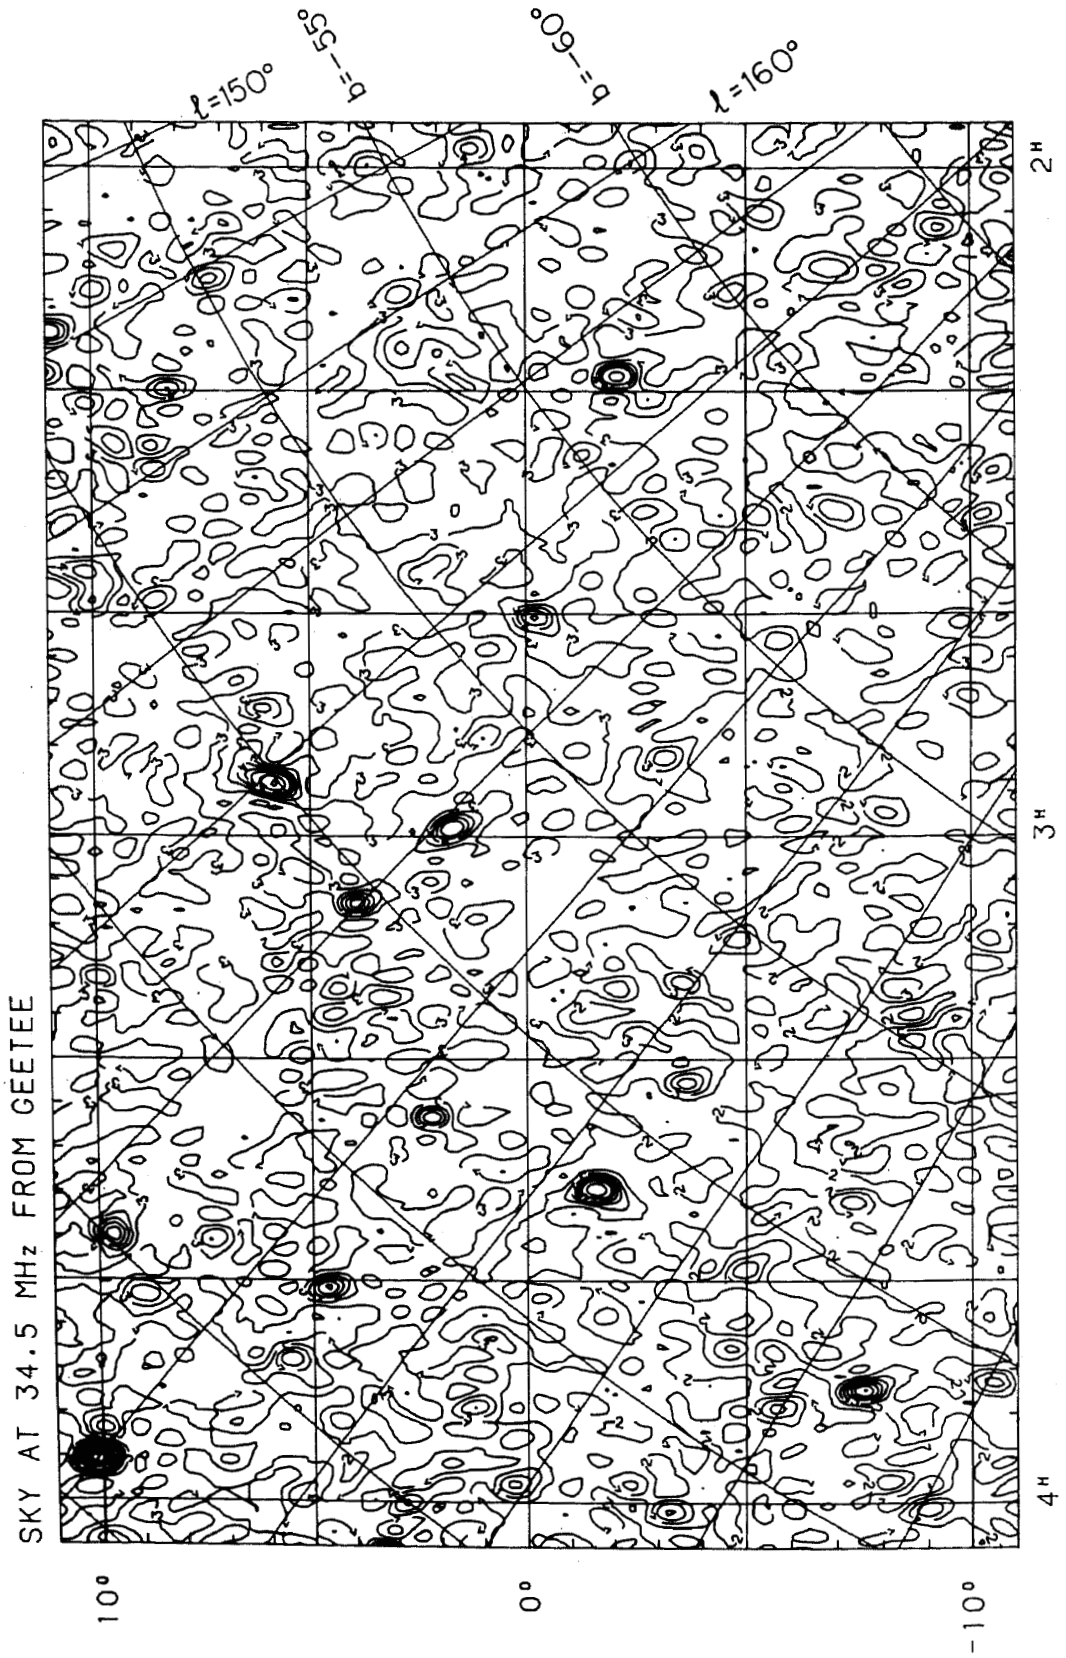 SKY AT 34.5 MHz FROM GEETEE
l=150°
b=-55°
b=-60°
l=160°
10°
0°
-10°
4ᴴ
3ᴴ
2ᴴ